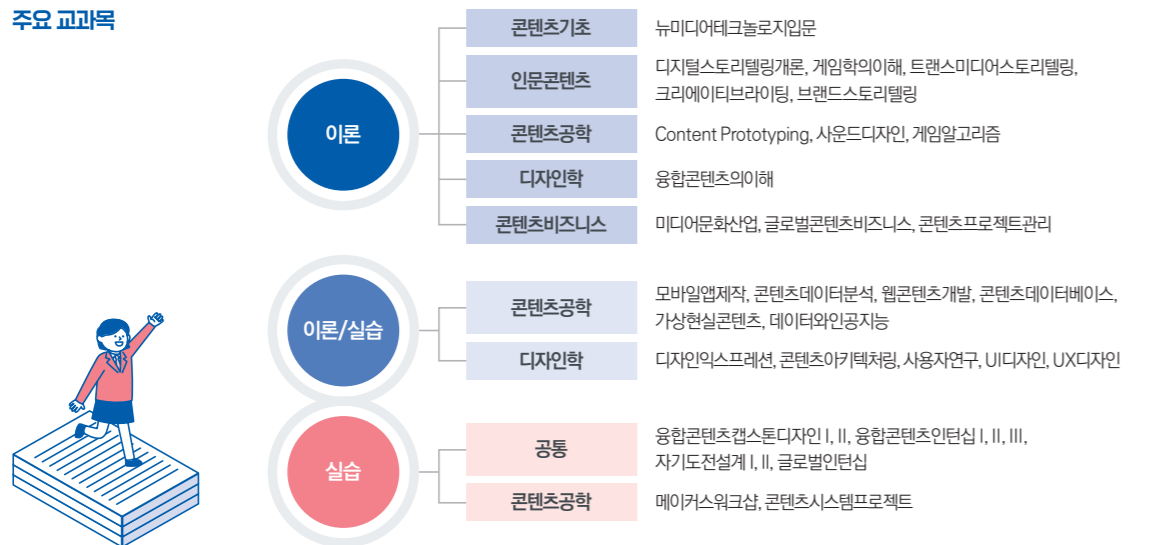 주요 교과목
이론
콘텐츠기초
뉴미디어테크놀로지입문
인문콘텐츠
디지털스토리텔링개론, 게임학의이해, 트랜스미디어스토리텔링,
크리에이티브라이팅, 브랜드스토리텔링
콘텐츠공학
Content Prototyping, 사운드디자인, 게임알고리즘
디자인학
융합콘텐츠의이해
콘텐츠비즈니스
미디어문화산업, 글로벌콘텐츠비즈니스, 콘텐츠프로젝트관리
이론/실습
콘텐츠공학
모바일앱제작, 콘텐츠데이터분석, 웹콘텐츠개발, 콘텐츠데이터베이스,
가상현실콘텐츠, 데이터와인공지능
디자인학
디자인익스프레션, 콘텐츠아키텍처링, 사용자연구, UI디자인, UX디자인
실습
공통
융합콘텐츠캡스톤디자인 I, II, 융합콘텐츠인턴십 I, II, III,
자기도전설계 I, II, 글로벌인턴십
콘텐츠공학
메이커스워크샵, 콘텐츠시스템프로젝트